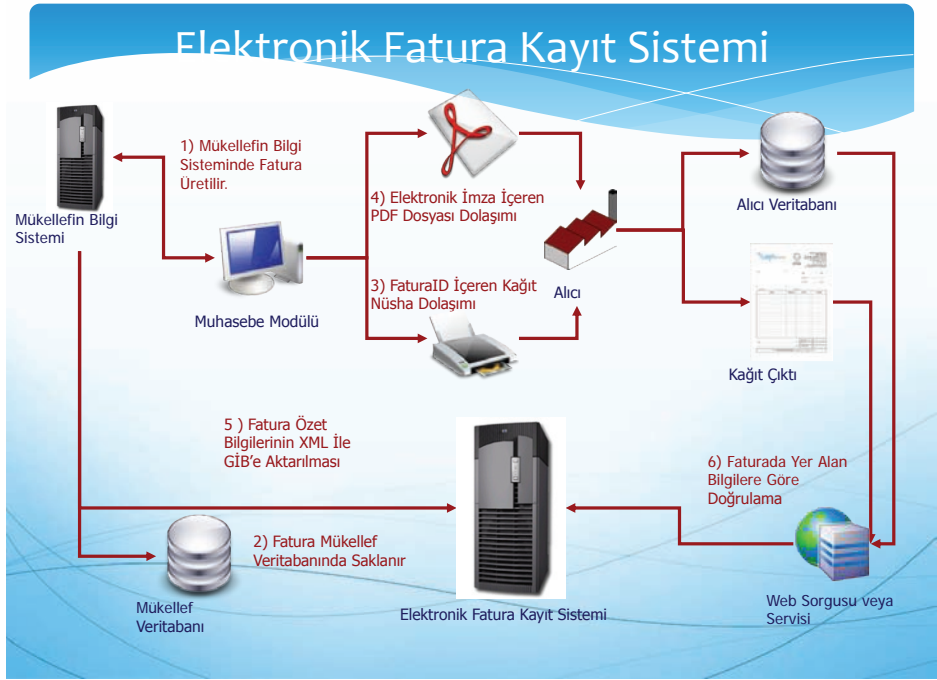 Elektronik Fatura Kayıt Sistemi
1) Mükellefin Bilgi
Sisteminde Fatura
Üretilir.
Mükellefin Bilgi
Sistemi
Muhasebe Modülü
4) Elektronik İmza İçeren
PDF Dosyası Dolaşımı
3) FaturaID İçeren Kağıt
Nüsha Dolaşımı
Alıcı
Alıcı Veritabanı
Kağıt Çıktı
5 ) Fatura Özet
Bilgilerinin XML İle
GİB'e Aktarılması
6) Faturada Yer Alan
Bilgilere Göre
Doğrulama
2) Fatura Mükellef
Veritabanında Saklanır
Mükellef
Veritabanı
Elektronik Fatura Kayıt Sistemi
Web Sorgusu veya
Servisi